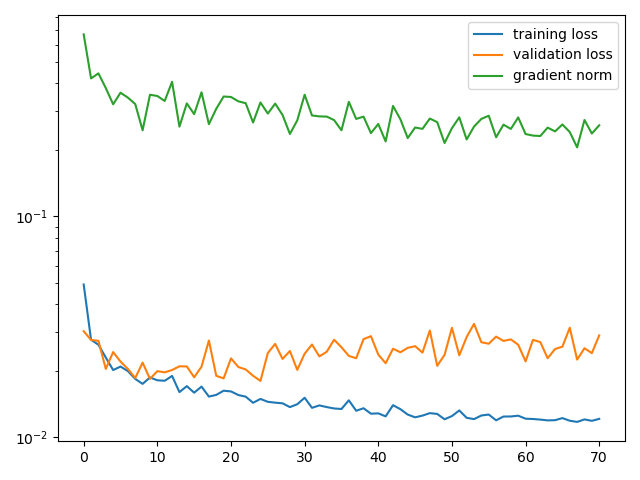 training loss
validation loss
gradient norm
10⁻¹
10⁻²
0 10 20 30 40 50 60 70